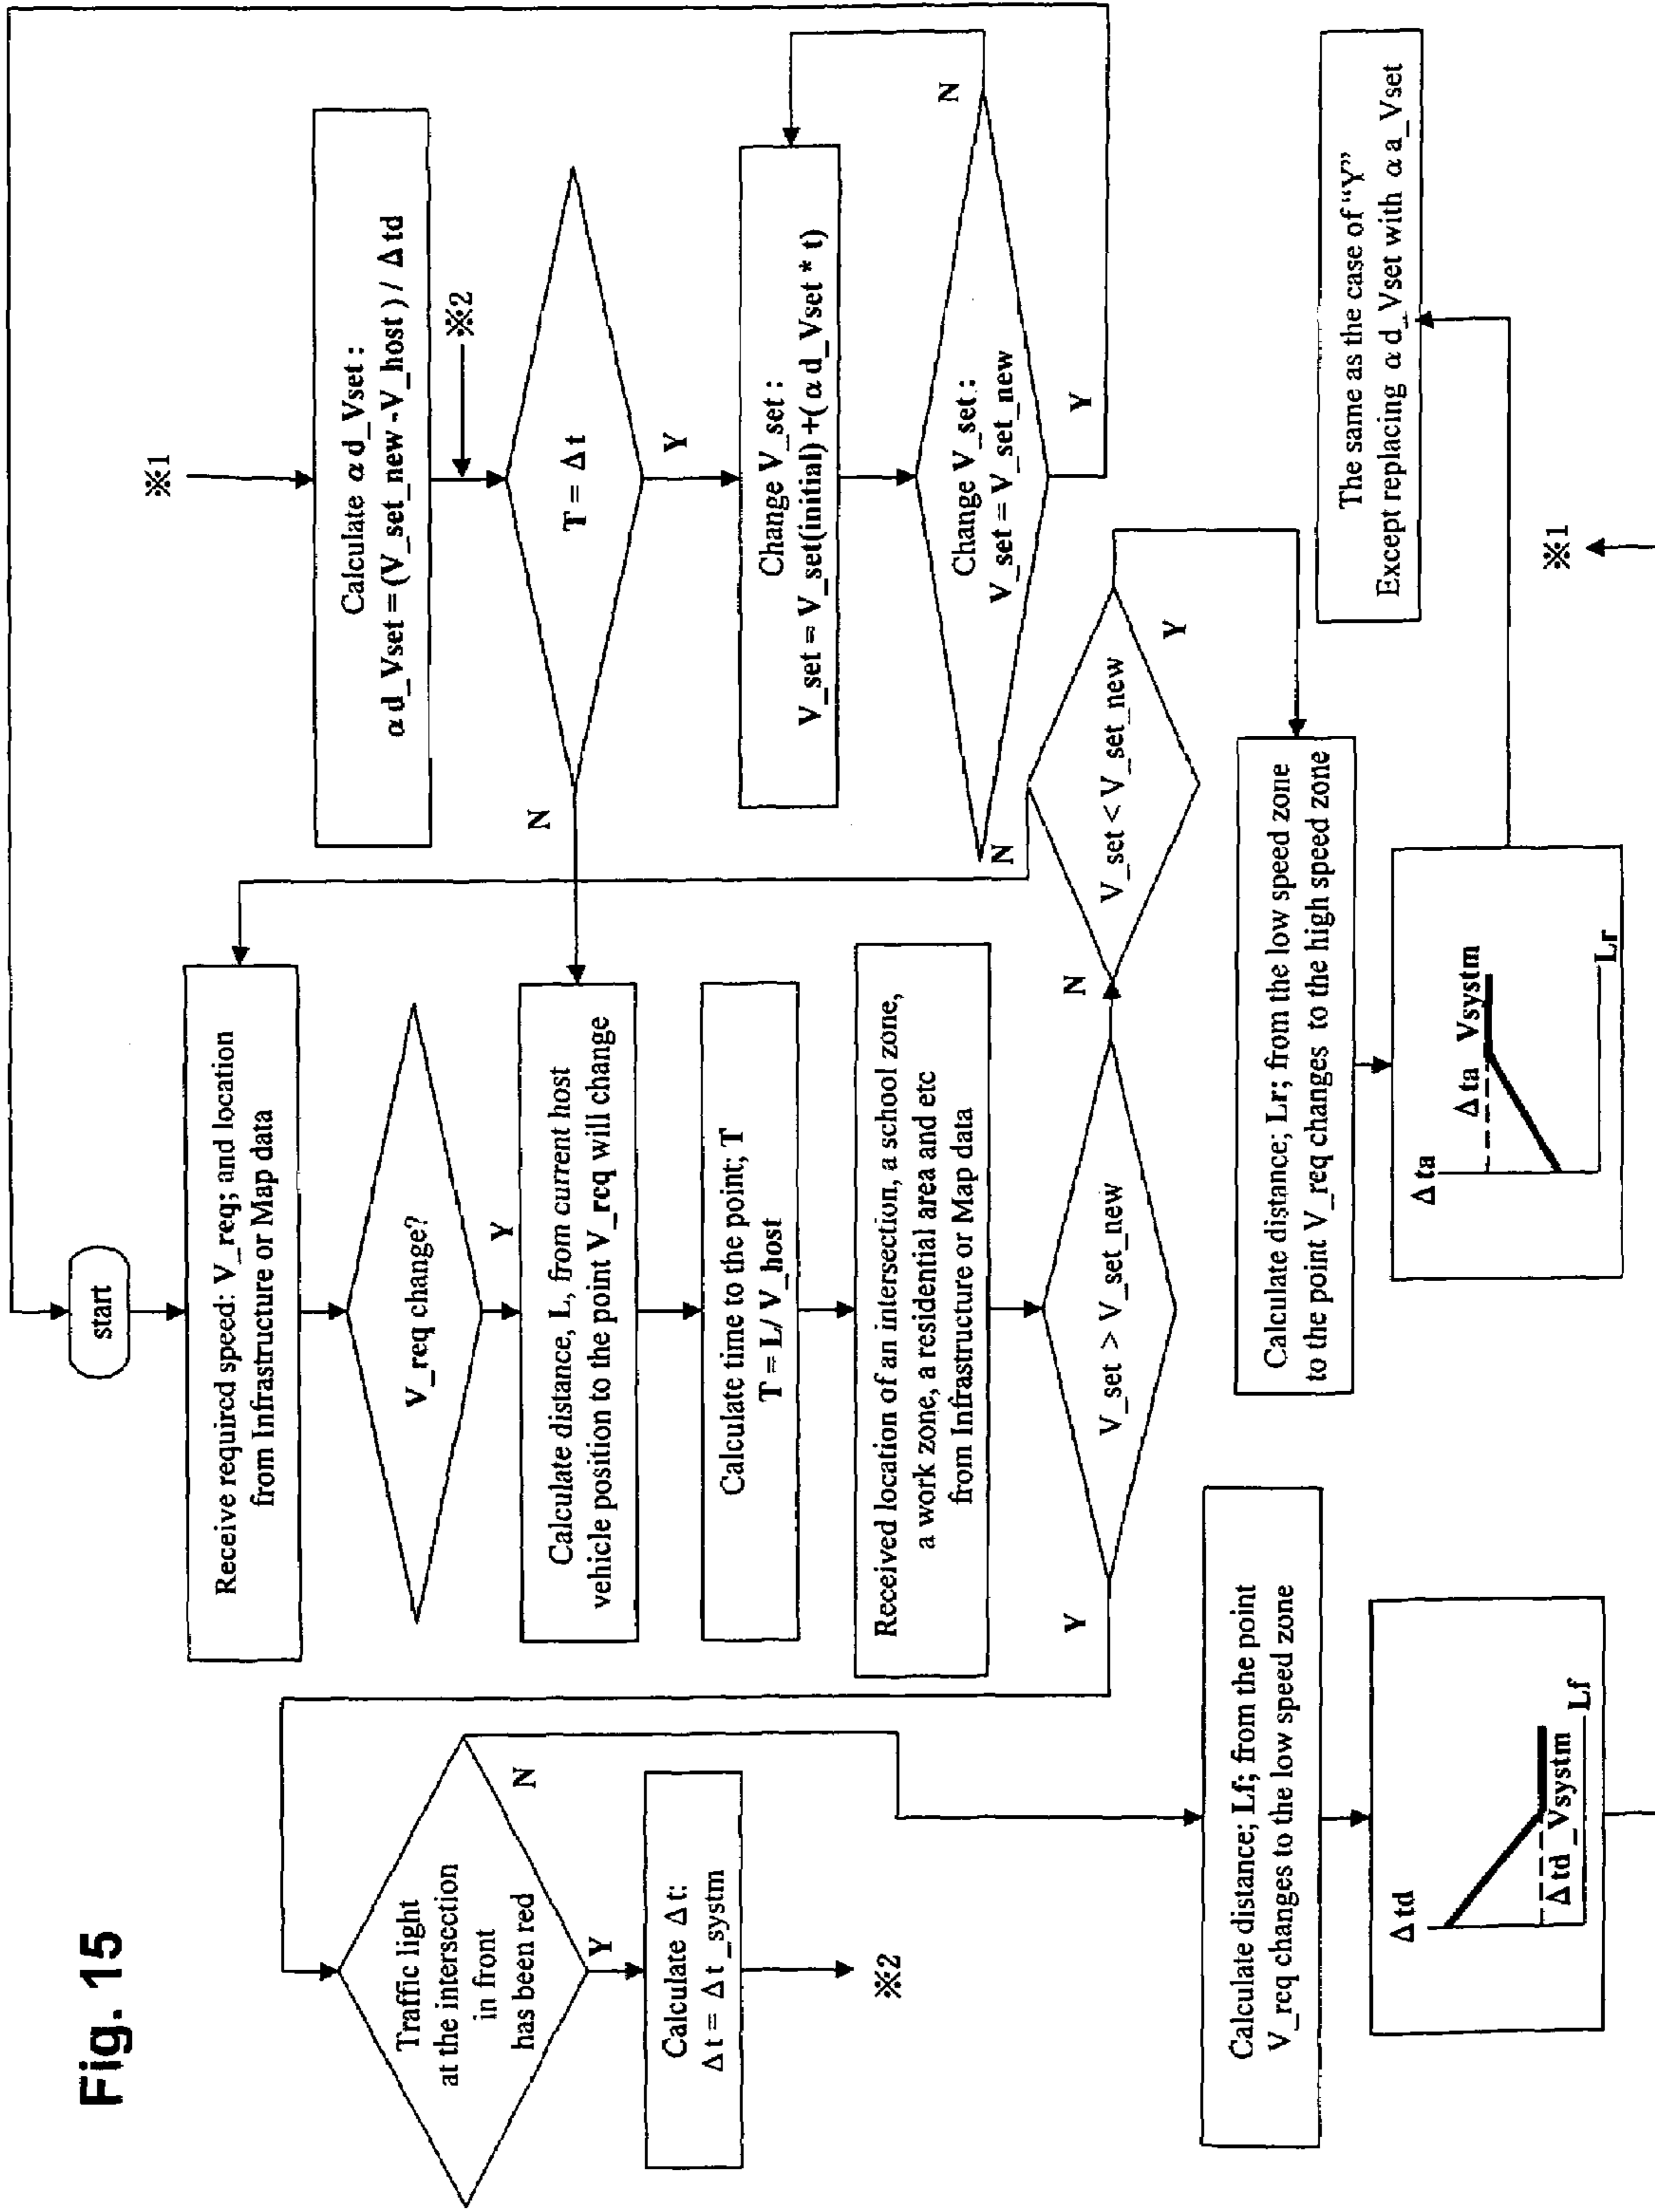 Fig. 15
start
Receive required speed: V_req; and location
from Infrastructure or Map data
V_req change?
Y
Calculate distance, L, from current host
vehicle position to the point V_req will change
Calculate time to the point; T
T = L/ V_host
Received location of an intersection, a school zone,
a work zone, a residential area and etc
from Infrastructure or Map data
V_set > V_set_new
Y
N
Traffic light
at the intersection
in front
has been red
N
Y
Calculate Δt:
Δt = Δt_systm
※2
Calculate distance; Lf; from the point
V_req changes to the low speed zone
Δtd
Δtd_Vsystm
Lf
V_set < V_set_new
N
Y
Calculate distance; Lr; from the low speed zone
to the point V_req changes to the high speed zone
Δta
Δta_Vsystm
Lr
The same as the case of "Y"
Except replacing αd_Vset with αa_Vset
※1
※1
Calculate αd_Vset :
αd_Vset = (V_set_new -V_host ) / Δtd
※2
T = Δt
N
Y
Change V_set :
V_set = V_set(initial) +(αd_Vset * t)
Change V_set :
V_set = V_set_new
N
Y